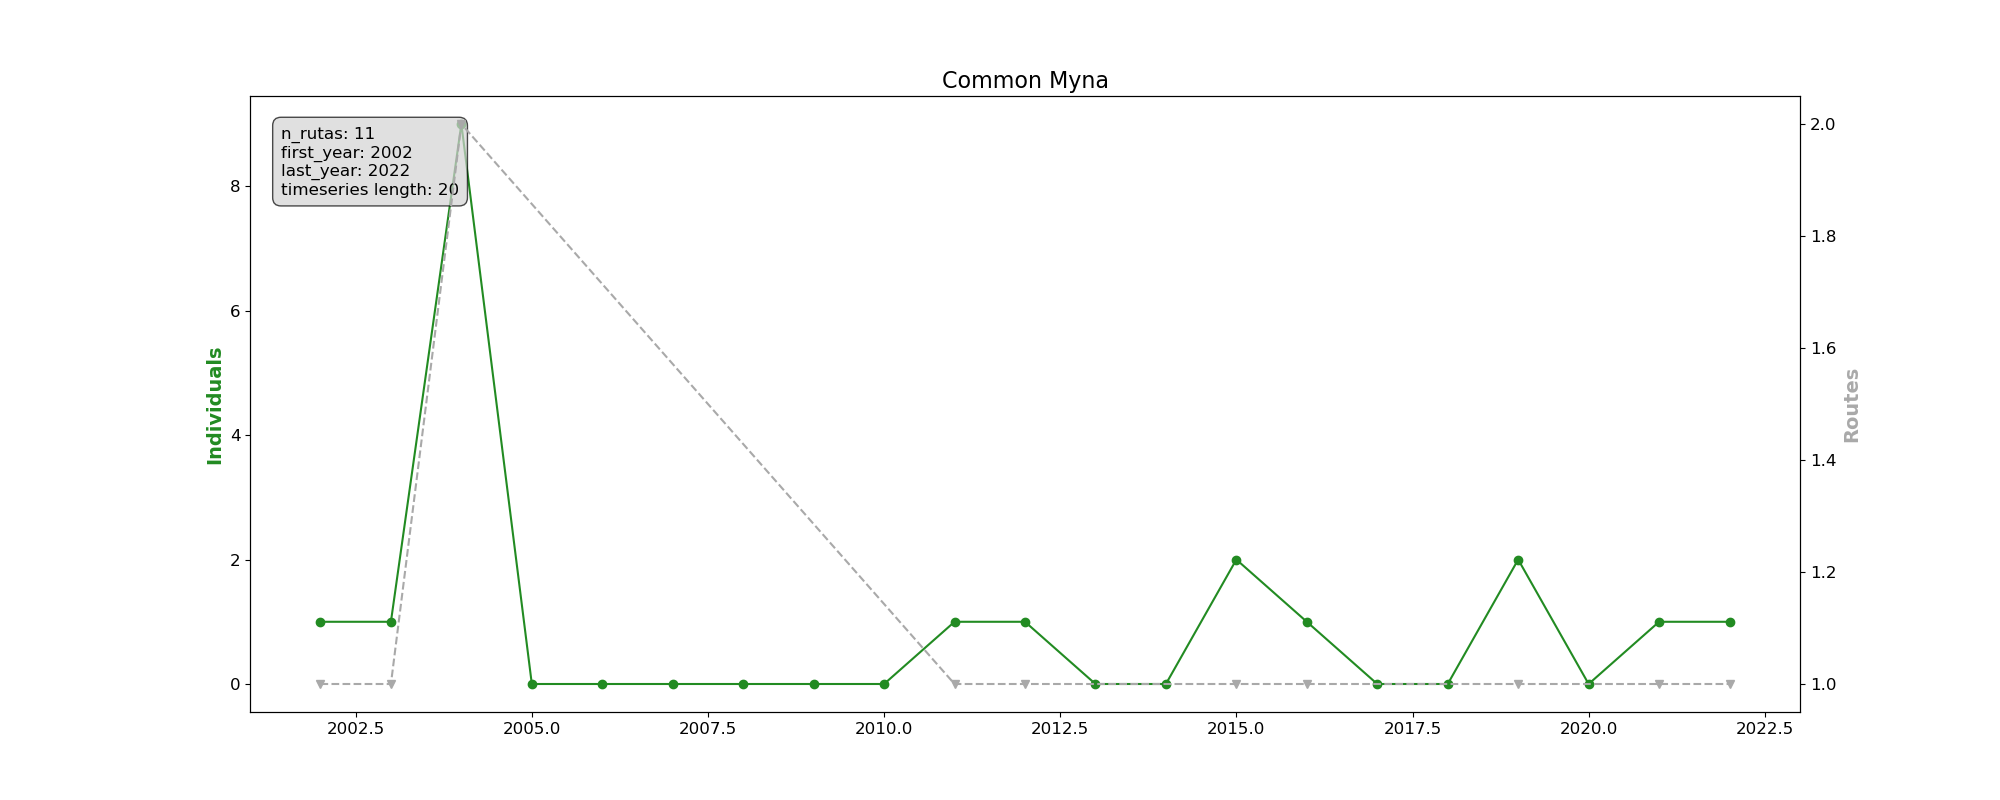 Common Myna
n_rutas: 11
first_year: 2002
last_year: 2022
timeseries length: 20
Individuals
8
6
4
2
0
2.0
1.8
1.6
1.4
1.2
1.0
Routes
2002.5 2005.0 2007.5 2010.0 2012.5 2015.0 2017.5 2020.0 2022.5